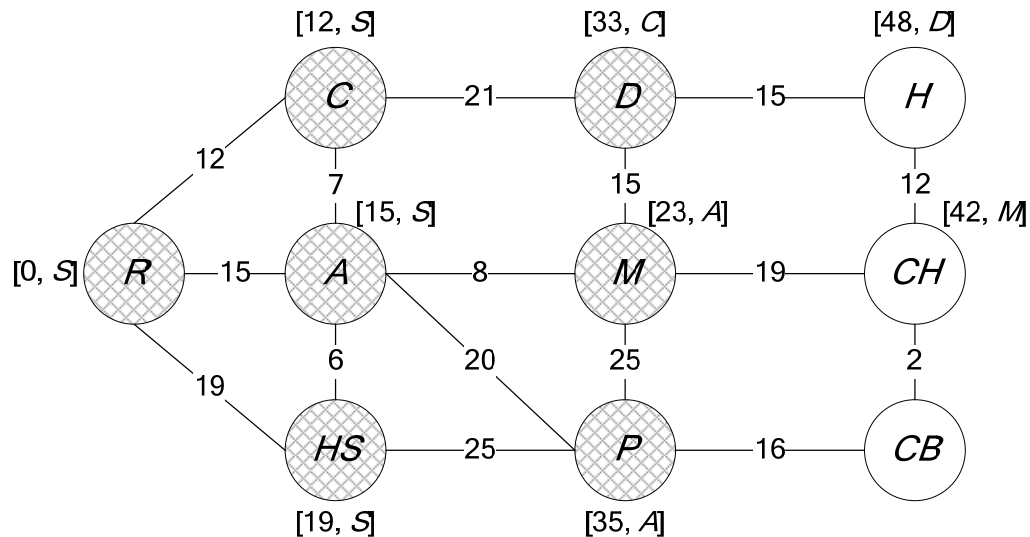 [12, S] [33, C] [48, D]
C 21 D 15 H
12 7 15 12
[15, S] [23, A] [42, M]
[0, S] R 15 A 8 M 19 CH
19 6 20 25 2
HS 25 P 16 CB
[19, S] [35, A]